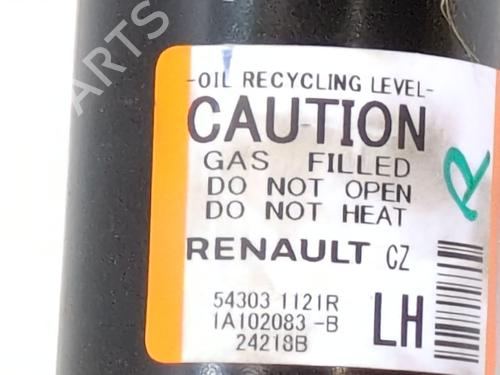 PARTS
-OIL RECYCLING LEVEL-
CAUTION
GAS FILLED
DO NOT OPEN
DO NOT HEAT
R
RENAULT CZ
54303 1121R
1A102083 -B
LH
24218B